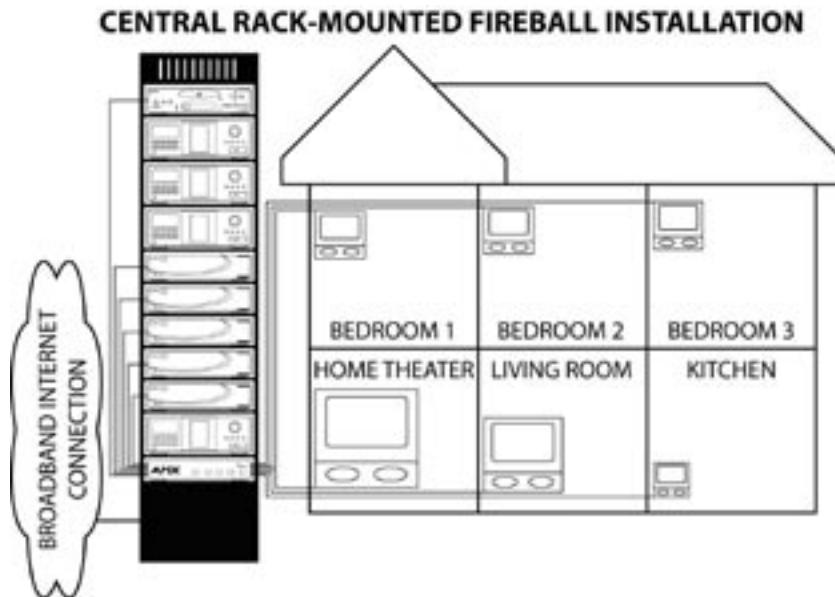 CENTRAL RACK-MOUNTED FIREBALL INSTALLATION
BROADBAND INTERNET
CONNECTION
AMX
BEDROOM 1
BEDROOM 2
BEDROOM 3
HOME THEATER
LIVING ROOM
KITCHEN